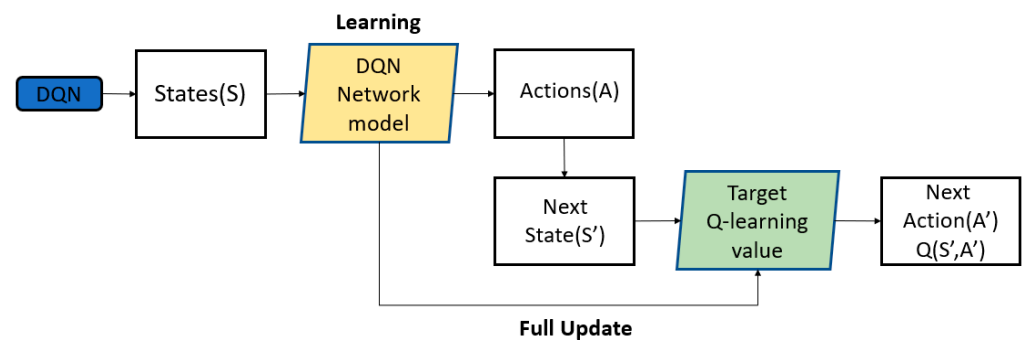 Learning
DQN
States(S)
DQN
Network
model
Actions(A)
Next
State(S’)
Target
Q-learning
value
Next
Action(A’)
Q(S’,A’)
Full Update